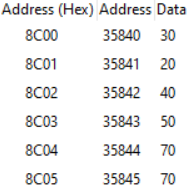 Address (Hex) Address Data
8C00 35840 30
8C01 35841 20
8C02 35842 40
8C03 35843 50
8C04 35844 70
8C05 35845 70